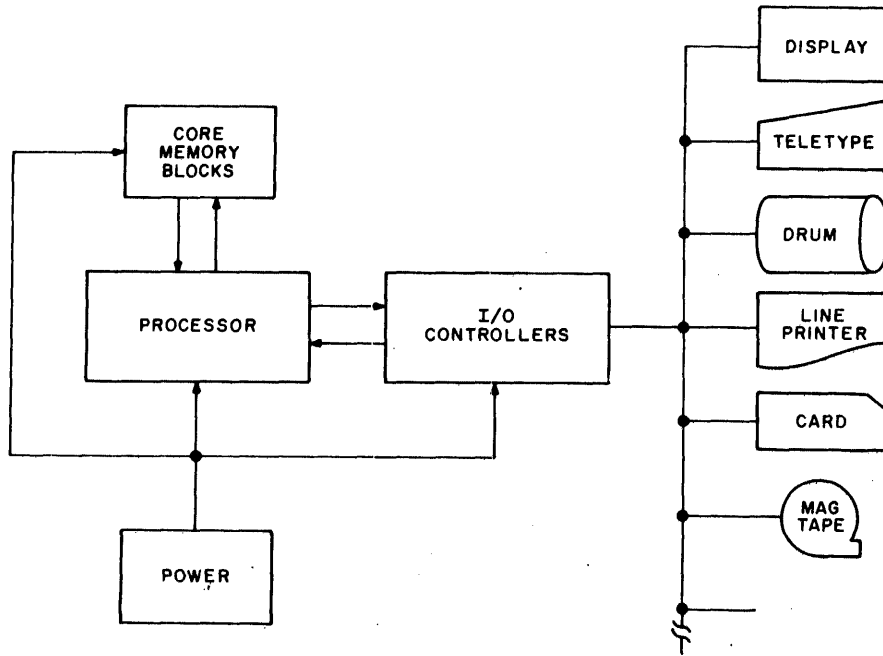 CORE
MEMORY
BLOCKS
PROCESSOR
I/O
CONTROLLERS
POWER
DISPLAY
TELETYPE
DRUM
LINE
PRINTER
CARD
MAG
TAPE